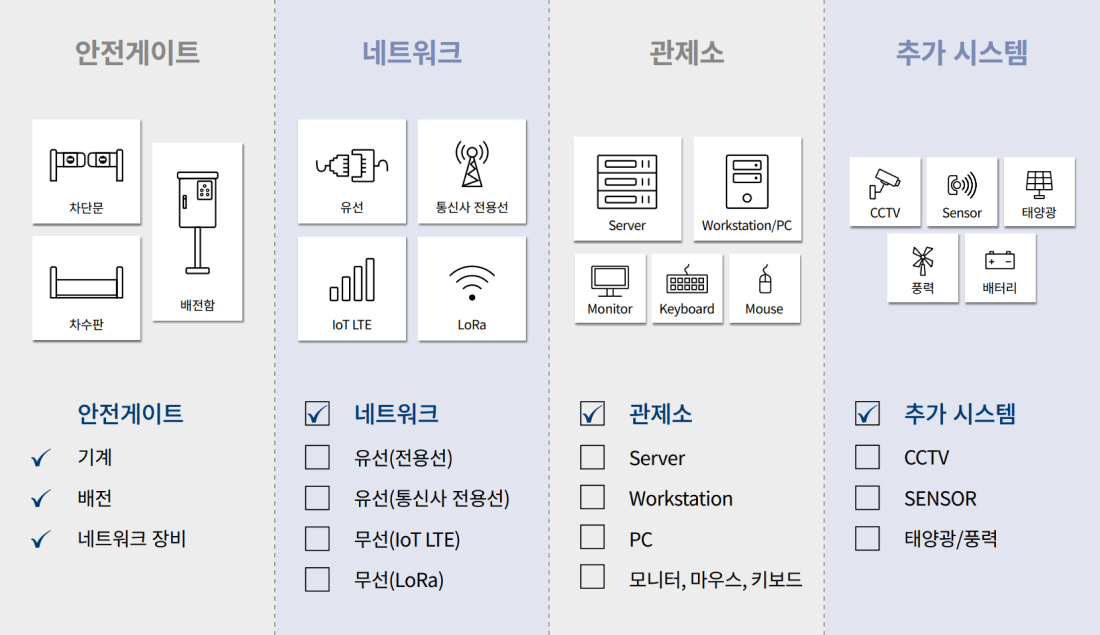 안전게이트
차단문
차수판
배전함
안전게이트
기계
배전
네트워크 장비
네트워크
유선
통신사 전용선
IoT LTE
LoRa
네트워크
유선(전용선)
유선(통신사 전용선)
무선(IoT LTE)
무선(LoRa)
관제소
Server
Workstation/PC
Monitor
Keyboard
Mouse
관제소
Server
Workstation
PC
모니터, 마우스, 키보드
추가 시스템
CCTV
Sensor
태양광
풍력
배터리
추가 시스템
CCTV
SENSOR
태양광/풍력